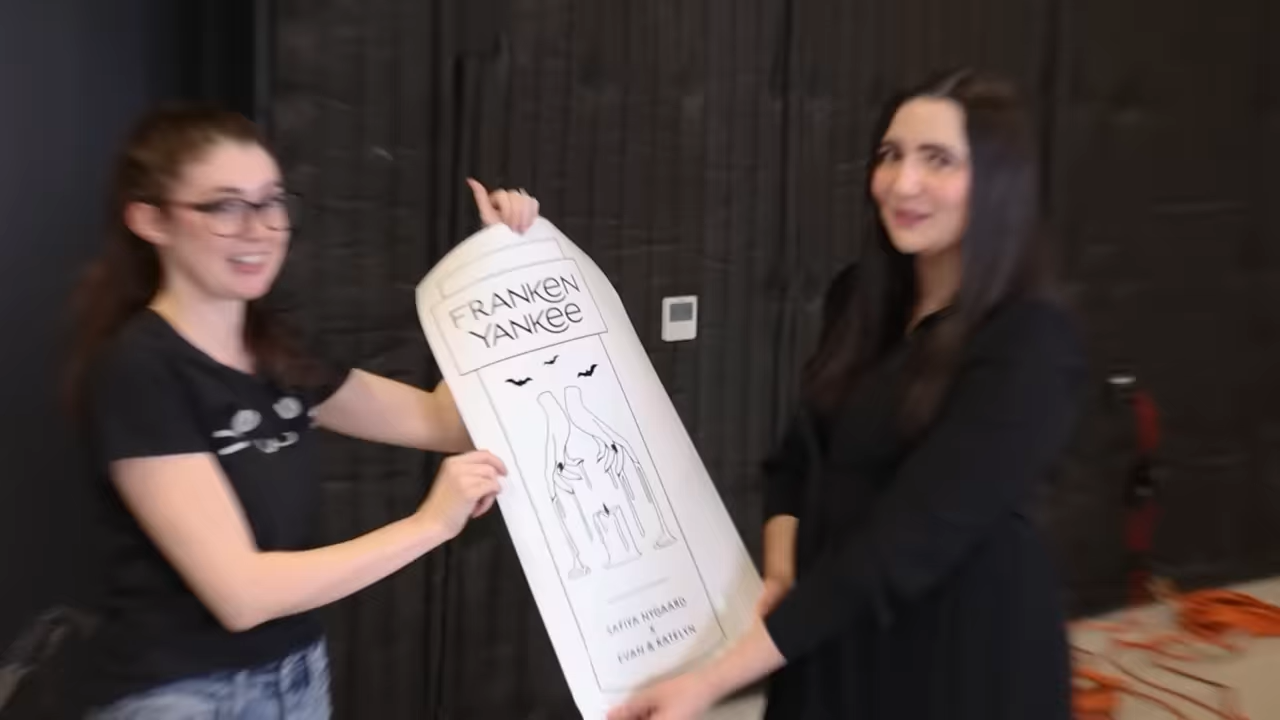 FRANKEN
YANKEE
SAFIYA NYGAARD
X
EVAN & KATELYN